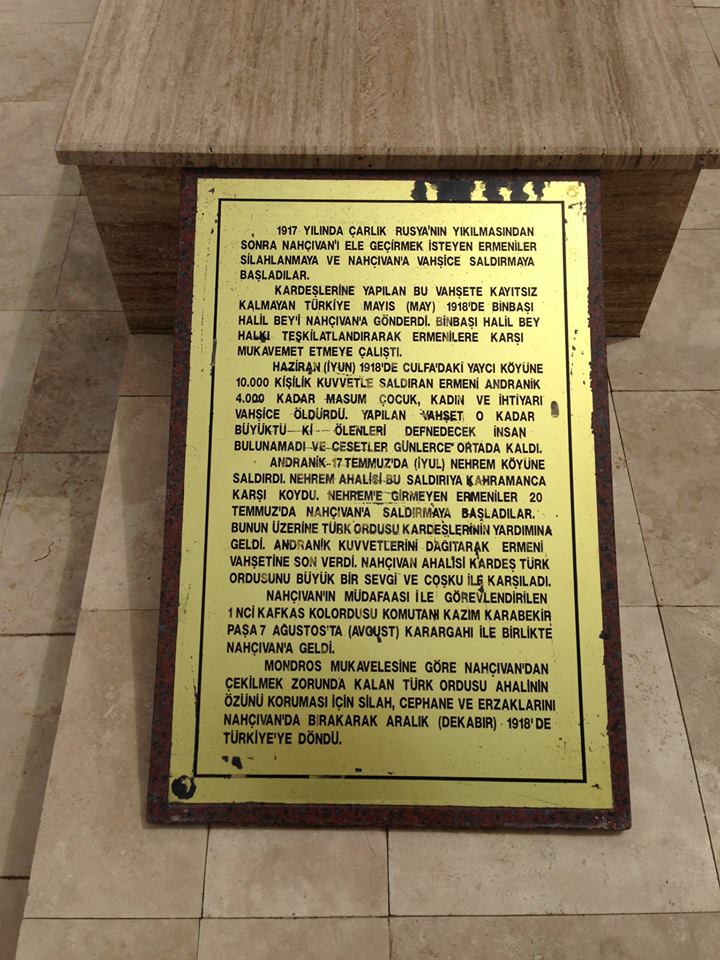 1917 YILINDA ÇARLIK RUSYA'NIN YIKILMASINDAN
SONRA NAHÇIVAN'I ELE GEÇİRMEK İSTEYEN ERMENİLER
SİLAHLANMAYA VE NAHÇIVAN'A VAHŞİCE SALDIRMAYA
BAŞLADILAR.
KARDEŞLERİNE YAPILAN BU VAHŞETE KAYITSIZ
KALMAYAN TÜRKİYE MAYIS (MAY) 1918'DE BİNBAŞI
HALİL BEY'İ NAHÇIVAN'A GÖNDERDİ. BİNBAŞI HALİL BEY
HALKI TEŞKİLATLANDIRARAK ERMENİLERE KARŞI
MUKAVEMET ETMEYE ÇALIŞTI.
HAZİRAN (İYUN) 1918'DE CULFA'DAKİ YAYCI KÖYÜNE
10.000 KİŞİLİK KUVVETLE SALDIRAN ERMENİ ANDRANİK
4.000 KADAR MASUM ÇOCUK, KADIN VE İHTİYARI
VAHŞİCE ÖLDÜRDÜ. YAPILAN VAHŞET O KADAR
BÜYÜKTÜ Kİ ÖLENLERİ DEFNEDECEK İNSAN
BULUNAMADI VE CESETLER GÜNLERCE ORTADA KALDI.
ANDRANİK 17 TEMMUZ'DA (İYUL) NEHREM KÖYÜNE
SALDIRDI. NEHREM AHALİSİ BU SALDIRIYA KAHRAMANCA
KARŞI KOYDU. NEHREM'E GİRMEYEN ERMENİLER 20
TEMMUZ'DA NAHÇIVAN'A SALDIRMAYA BAŞLADILAR.
BUNUN ÜZERİNE TÜRK ORDUSU KARDEŞLERİNİN YARDIMINA
GELDİ. ANDRANİK KUVVETLERİNİ DAĞITARAK ERMENİ
VAHŞETİNE SON VERDİ. NAHÇIVAN AHALİSİ KARDEŞ TÜRK
ORDUSUNU BÜYÜK BİR SEVGİ VE COŞKU İLE KARŞILADI.
NAHÇIVAN'IN MÜDAFAASI İLE GÖREVLENDİRİLEN
1 NCİ KAFKAS KOLORDUSU KOMUTANI KAZIM KARABEKİR
PAŞA 7 AĞUSTOS'TA (AVGUST) KARARGAHI İLE BİRLİKTE
NAHÇIVAN'A GELDİ.
MONDROS MUKAVELESİNE GÖRE NAHÇIVAN'DAN
ÇEKİLMEK ZORUNDA KALAN TÜRK ORDUSU AHALİNİN
ÖZÜNÜ KORUMASI İÇİN SİLAH, CEPHANE VE ERZAKLARINI
NAHÇIVAN'DA BIRAKARAK ARALIK (DEKABIR) 1918'DE
TÜRKİYE'YE DÖNDÜ.